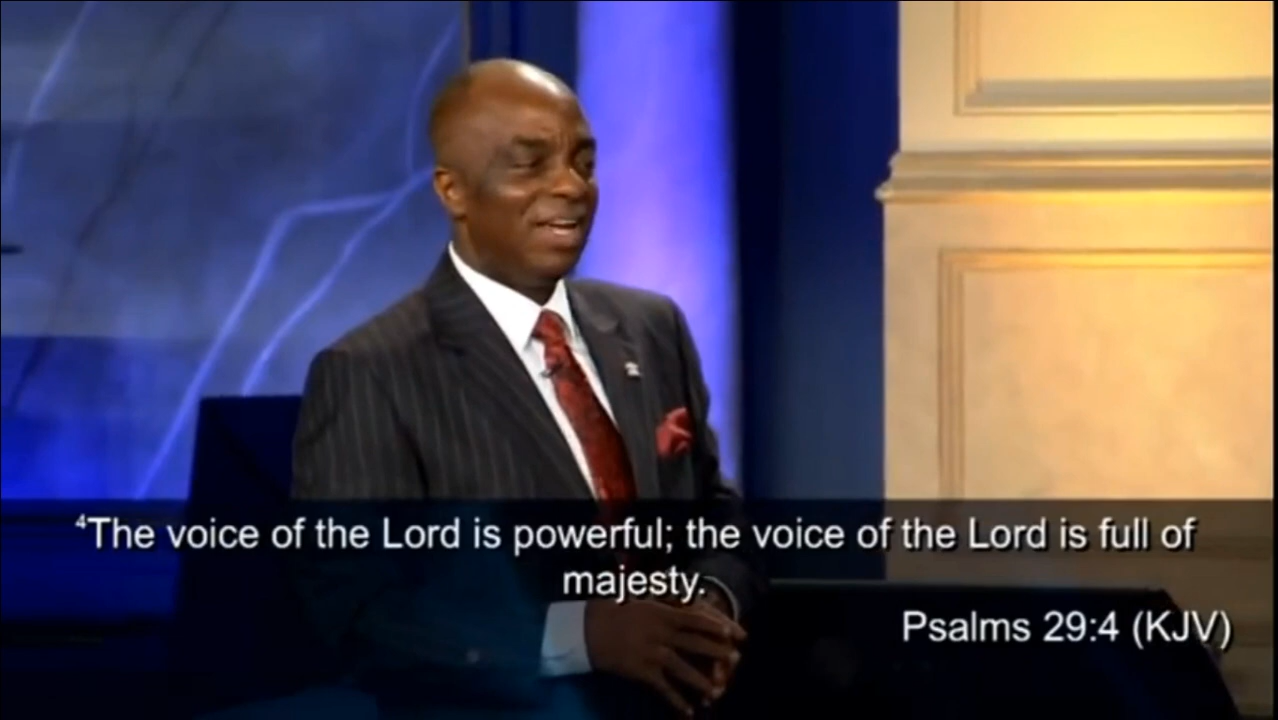 ⁴The voice of the Lord is powerful; the voice of the Lord is full of
majesty.
Psalms 29:4 (KJV)